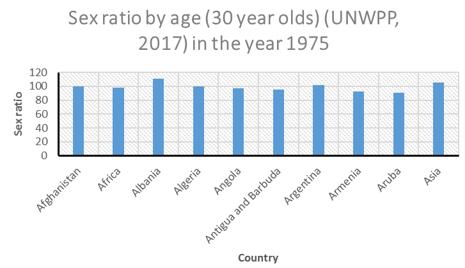 Sex ratio by age (30 year olds) (UNWPP,
2017) in the year 1975
120
100
80
60
40
20
0
Sex ratio
Afghanistan
Africa
Albania
Algeria
Angola
Antigua and Barbuda
Argentina
Armenia
Aruba
Asia
Country